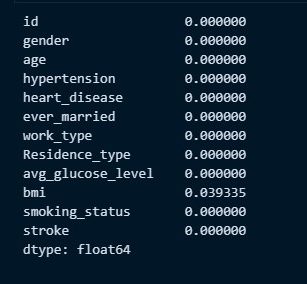 id 0.000000
gender 0.000000
age 0.000000
hypertension 0.000000
heart_disease 0.000000
ever_married 0.000000
work_type 0.000000
Residence_type 0.000000
avg_glucose_level 0.000000
bmi 0.039335
smoking_status 0.000000
stroke 0.000000
dtype: float64